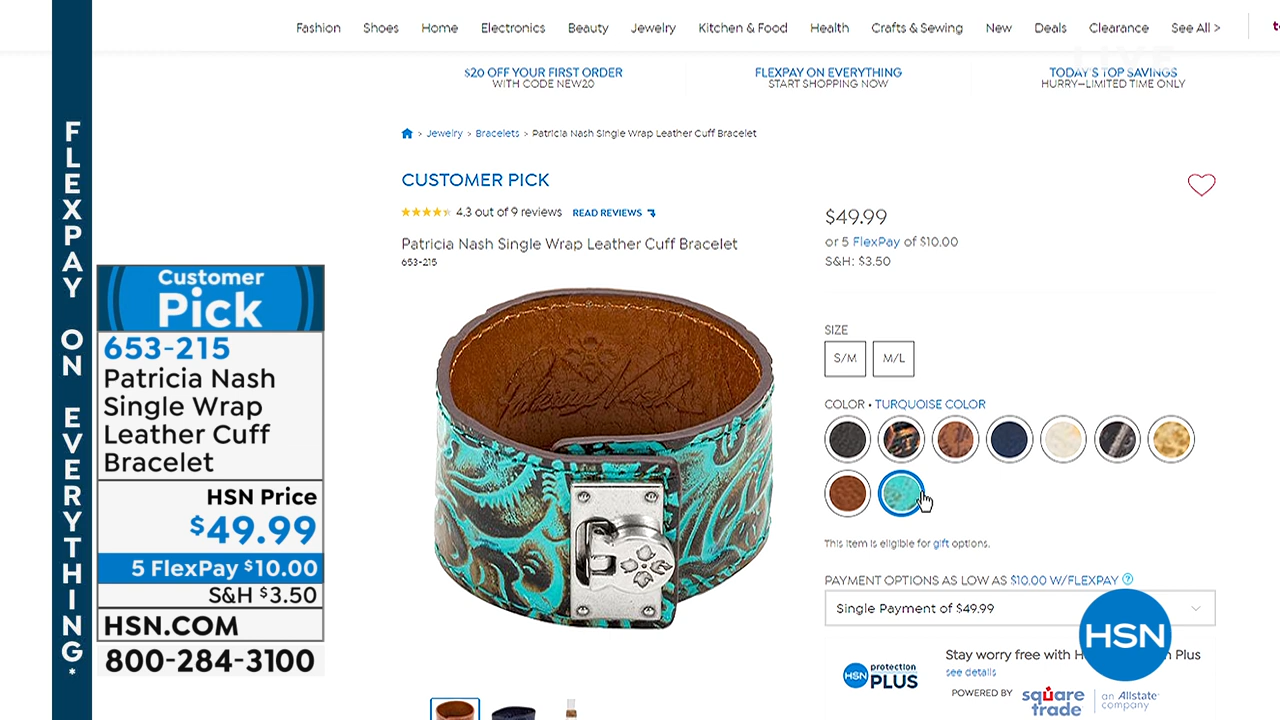 Fashion Shoes Home Electronics Beauty Jewelry Kitchen & Food Health Crafts & Sewing New Deals Clearance See All >
$20 OFF YOUR FIRST ORDER
WITH CODE NEW20
FLEXPAY ON EVERYTHING
START SHOPPING NOW
TODAY'S TOP SAVINGS
HURRY—LIMITED TIME ONLY
FLEXPAY ON EVERYTHING*
> Jewelry > Bracelets > Patricia Nash Single Wrap Leather Cuff Bracelet
CUSTOMER PICK
4.3 out of 9 reviews READ REVIEWS
Patricia Nash Single Wrap Leather Cuff Bracelet
653-215
Patricia Nash
$49.99
or 5 FlexPay of $10.00
S&H: $3.50
SIZE
S/M M/L
COLOR • TURQUOISE COLOR
This item is eligible for gift options.
PAYMENT OPTIONS AS LOW AS $10.00 W/FLEXPAY ?
Single Payment of $49.99
HSN
HSN protection
PLUS
Stay worry free with H n Plus
see details
POWERED BY square
trade
an Allstate
company
Customer
Pick
653-215
Patricia Nash
Single Wrap
Leather Cuff
Bracelet
HSN Price
$49.99
5 FlexPay $10.00
S&H $3.50
HSN.COM
800-284-3100